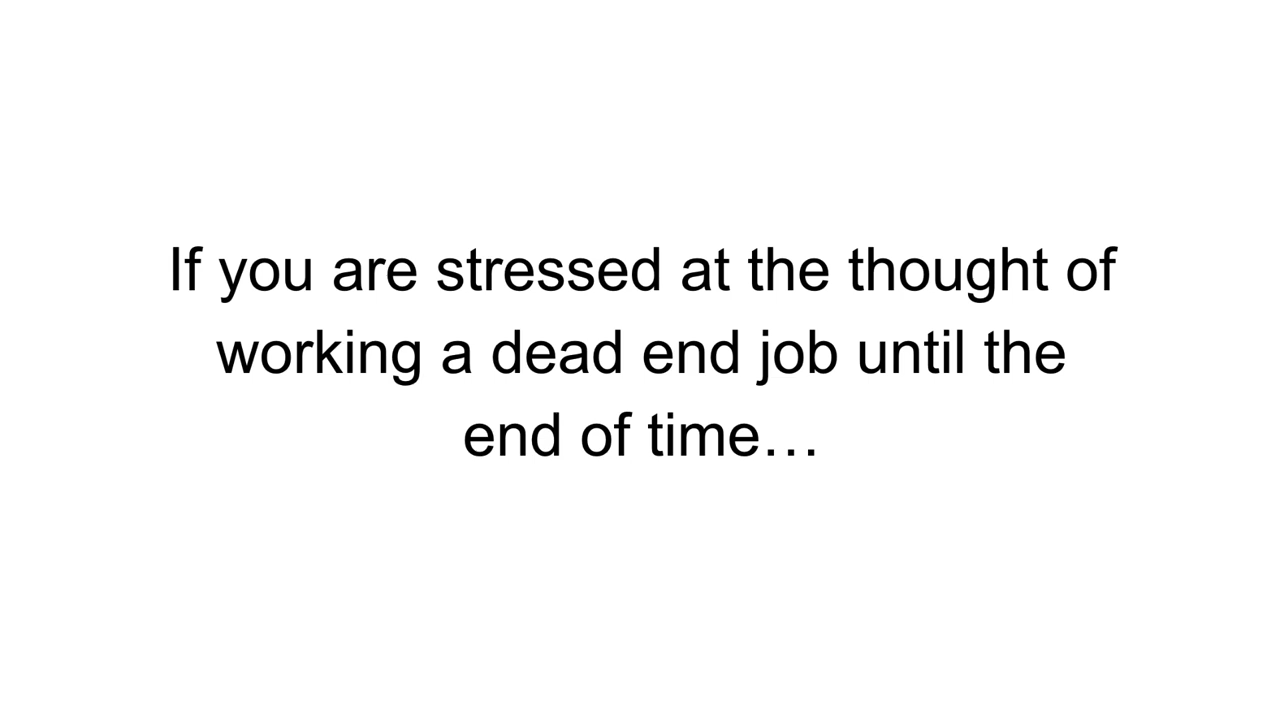 If you are stressed at the thought of
working a dead end job until the
end of time…